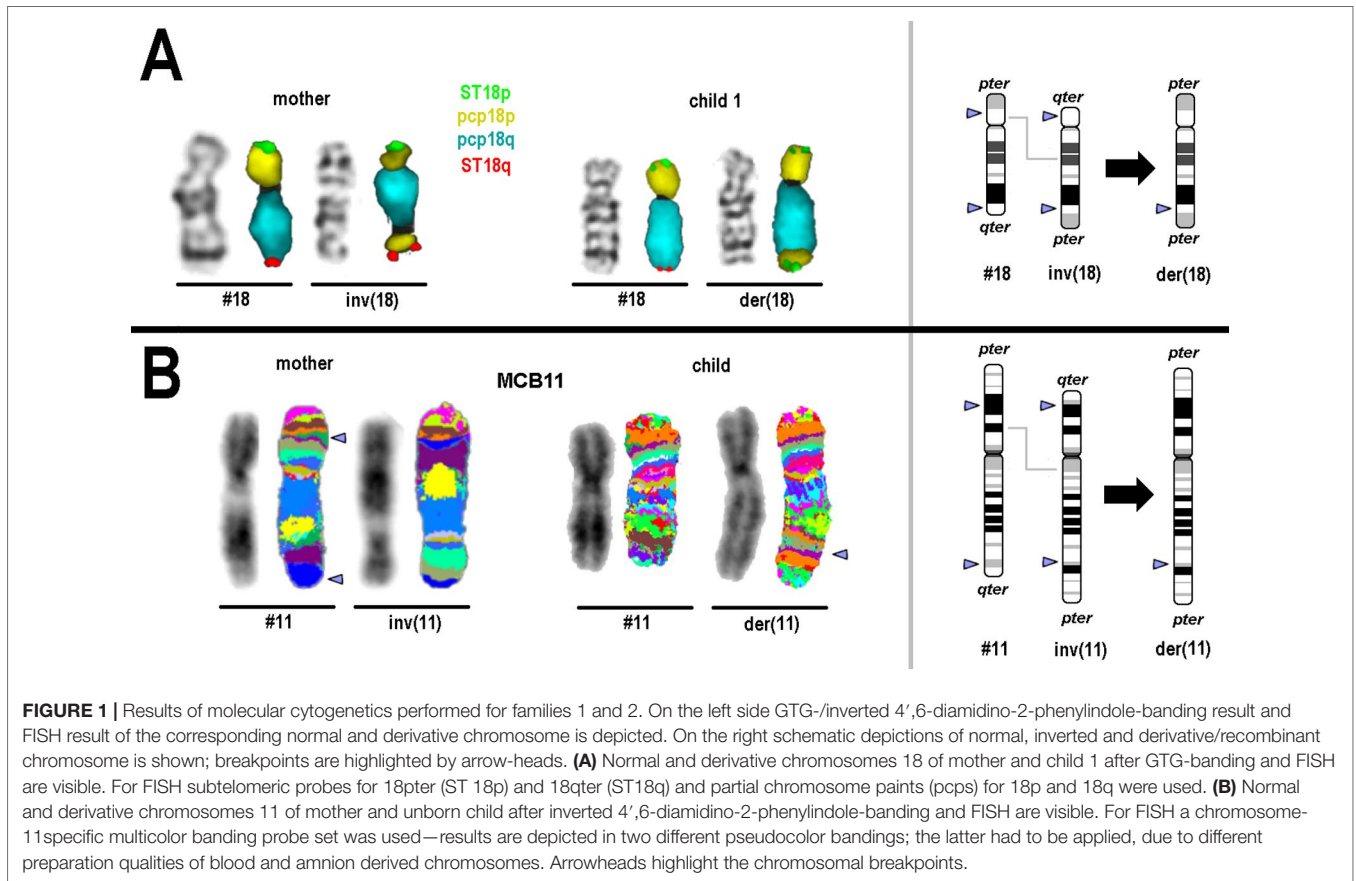 A
mother
ST18p
pcp18p
pcp18q
ST18q
child 1
#18
inv(18)
#18
der(18)
pter
qter
pter
qter
pter
pter
#18
inv(18)
der(18)
B
mother
MCB11
child
#11
inv(11)
#11
der(11)
pter
qter
pter
qter
pter
pter
#11
inv(11)
der(11)
FIGURE 1 | Results of molecular cytogenetics performed for families 1 and 2. On the left side GTG-/inverted 4′,6-diamidino-2-phenylindole-banding result and
FISH result of the corresponding normal and derivative chromosome is depicted. On the right schematic depictions of normal, inverted and derivative/recombinant
chromosome is shown; breakpoints are highlighted by arrow-heads. (A) Normal and derivative chromosomes 18 of mother and child 1 after GTG-banding and FISH
are visible. For FISH subtelomeric probes for 18pter (ST 18p) and 18qter (ST18q) and partial chromosome paints (pcps) for 18p and 18q were used. (B) Normal
and derivative chromosomes 11 of mother and unborn child after inverted 4′,6-diamidino-2-phenylindole-banding and FISH are visible. For FISH a chromosome-
11specific multicolor banding probe set was used—results are depicted in two different pseudocolor bandings; the latter had to be applied, due to different
preparation qualities of blood and amnion derived chromosomes. Arrowheads highlight the chromosomal breakpoints.